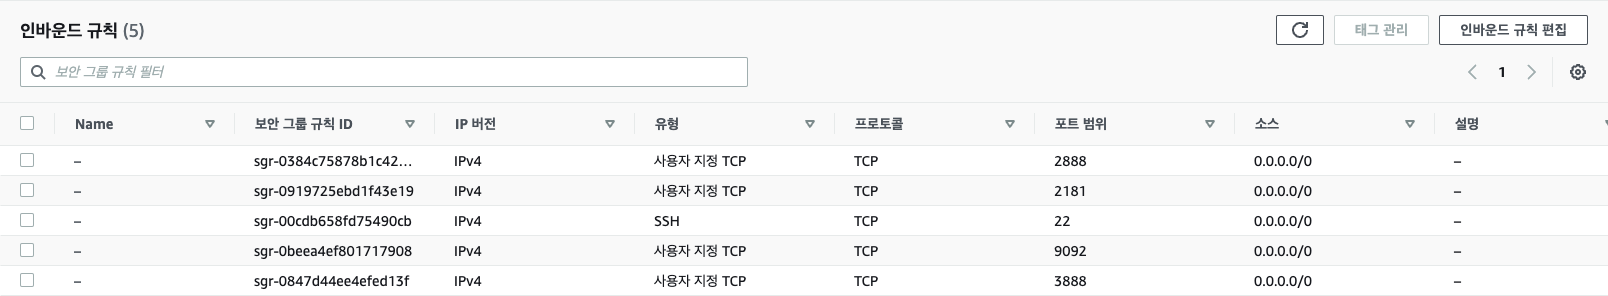 인바운드 규칙 (5)
태그 관리
인바운드 규칙 편집
보안 그룹 규칙 필터
1
Name 보안 그룹 규칙 ID IP 버전 유형 프로토콜 포트 범위 소스 설명
– sgr-0384c75878b1c42... IPv4 사용자 지정 TCP TCP 2888 0.0.0.0/0 –
– sgr-0919725ebd1f43e19 IPv4 사용자 지정 TCP TCP 2181 0.0.0.0/0 –
– sgr-00cdb658fd75490cb IPv4 SSH TCP 22 0.0.0.0/0 –
– sgr-0beea4ef801717908 IPv4 사용자 지정 TCP TCP 9092 0.0.0.0/0 –
– sgr-0847d44ee4efed13f IPv4 사용자 지정 TCP TCP 3888 0.0.0.0/0 –